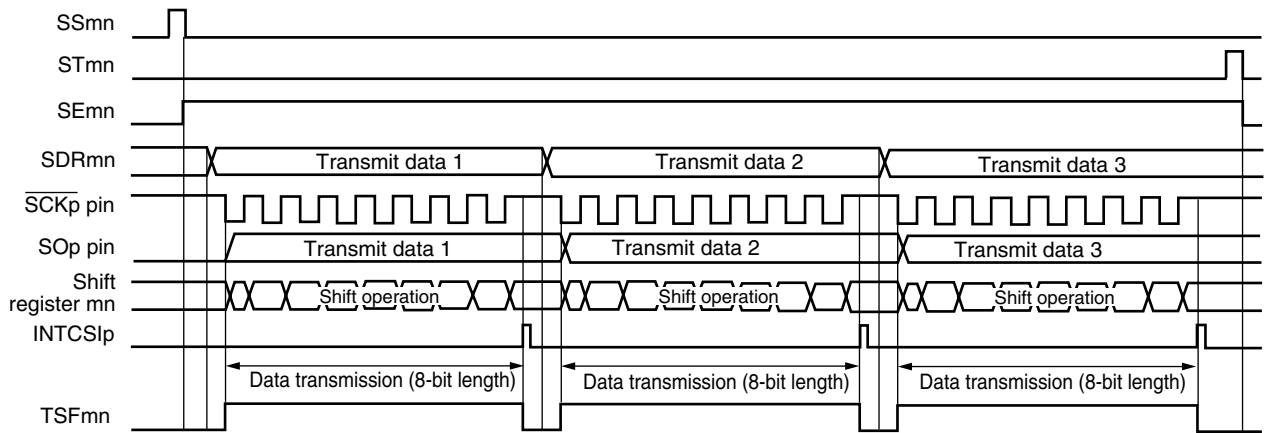 SSmn
STmn
SEmn
SDRmn Transmit data 1 Transmit data 2 Transmit data 3
SCKp pin
SOp pin Transmit data 1 Transmit data 2 Transmit data 3
Shift
register mn Shift operation Shift operation Shift operation
INTCSIp
Data transmission (8-bit length) Data transmission (8-bit length) Data transmission (8-bit length)
TSFmn